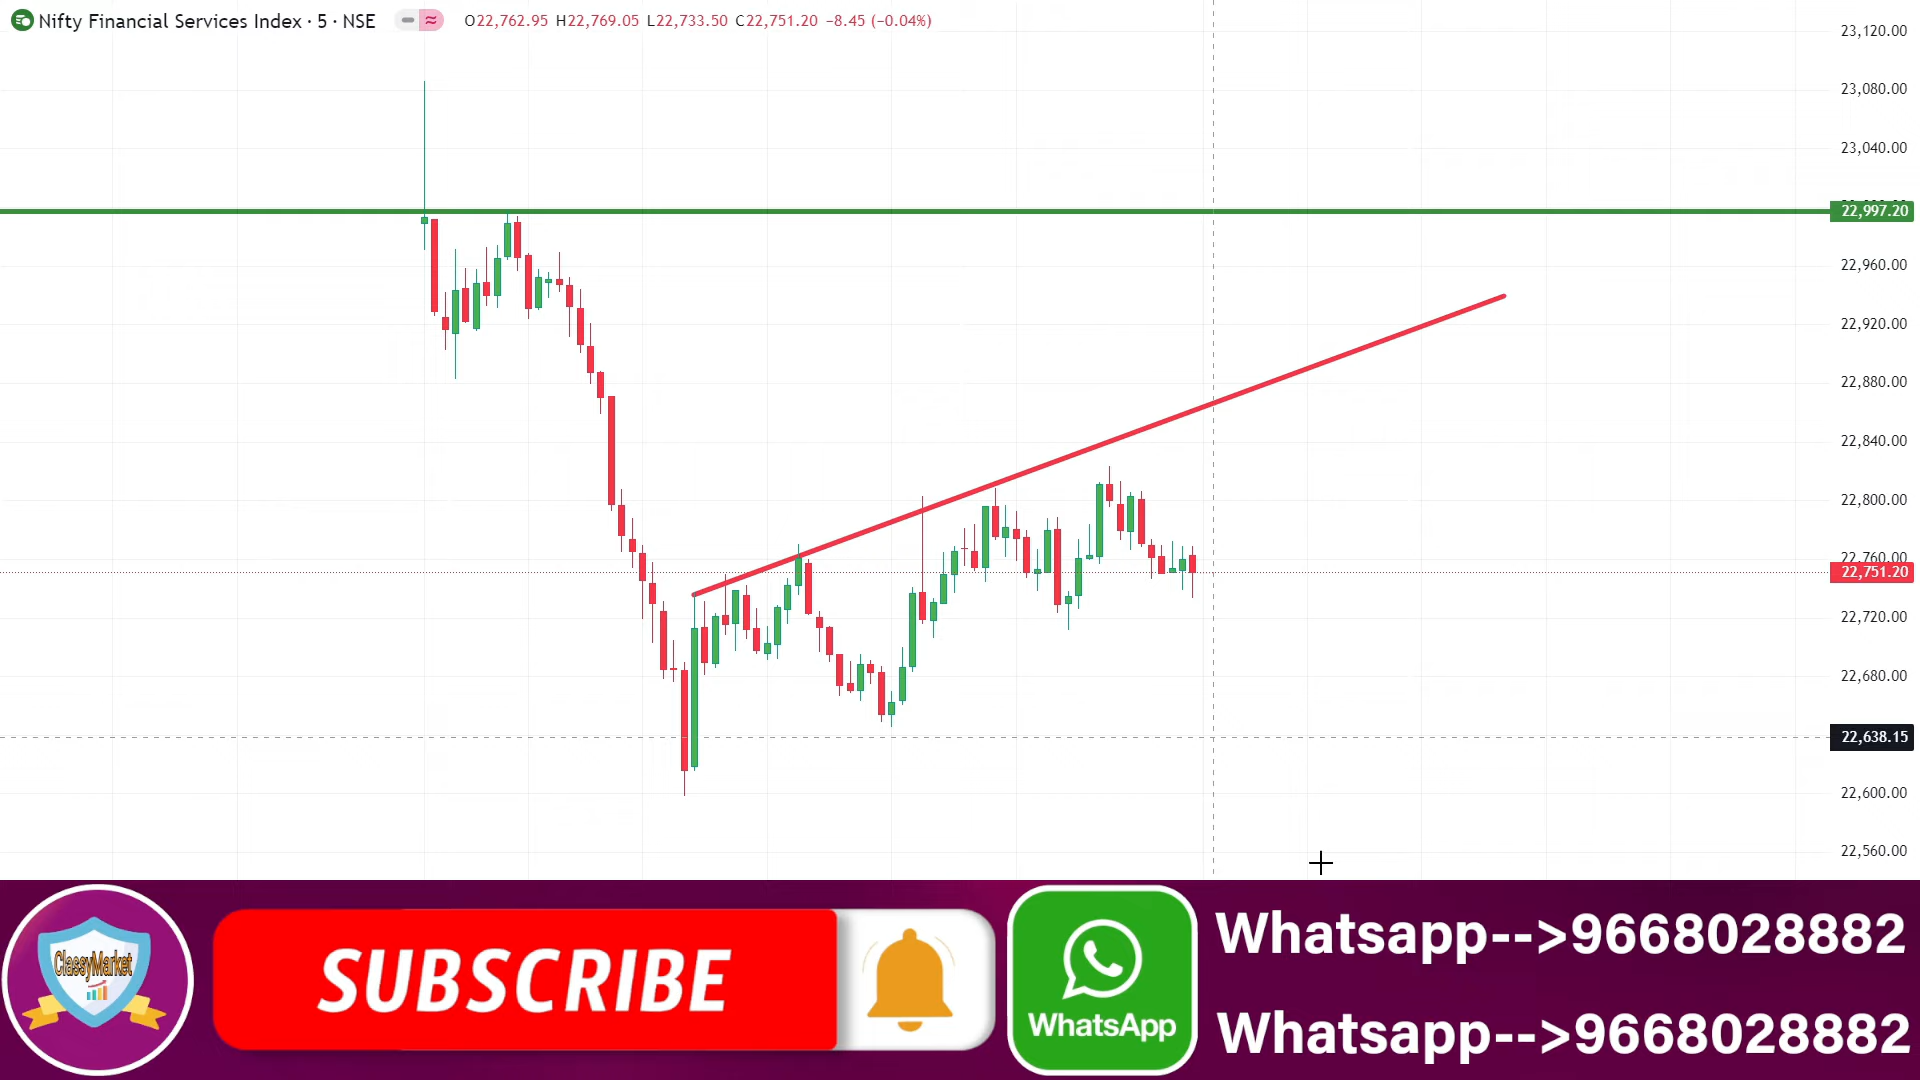 Nifty Financial Services Index · 5 · NSE
O22,762.95 H22,769.05 L22,733.50 C22,751.20 −8.45 (−0.04%)
23,120.00
23,080.00
23,040.00
22,997.20
22,960.00
22,920.00
22,880.00
22,840.00
22,800.00
22,760.00
22,751.20
22,720.00
22,680.00
22,638.15
22,600.00
22,560.00
ClassyMarket
SUBSCRIBE
WhatsApp
Whatsapp-->9668028882
Whatsapp-->9668028882